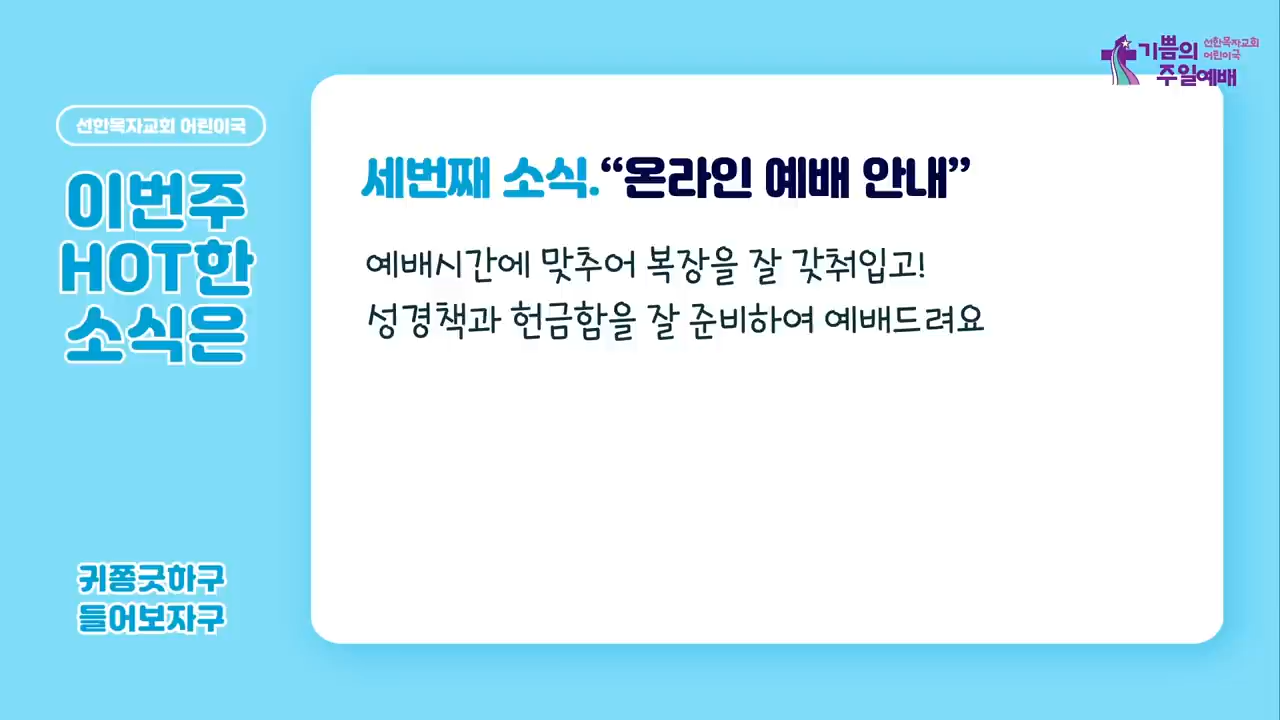 선한목자교회 어린이국
이번주
HOT한
소식은
귀쫑긋하구
들어보자구
기쁨의
주일예배
선한목자교회
어린이국
세번째 소식.“온라인 예배 안내”
예배시간에 맞추어 복장을 잘 갖춰입고!
성경책과 헌금함을 잘 준비하여 예배드려요